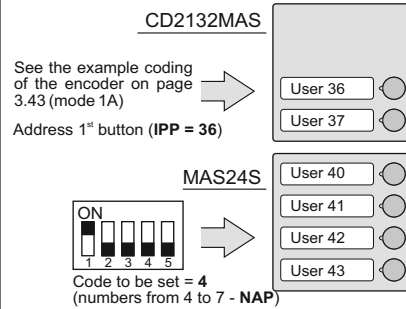 CD2132MAS
See the example coding
of the encoder on page
3.43 (mode 1A)
Address 1st button (IPP = 36)
User 36
User 37
MAS24S
ON
1 2 3 4 5
Code to be set = 4
(numbers from 4 to 7 - NAP)
User 40
User 41
User 42
User 43